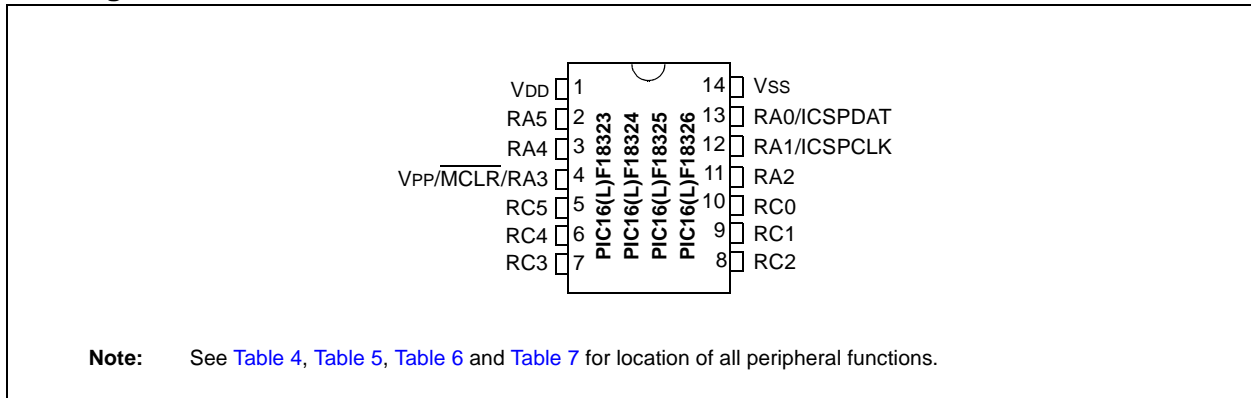 VDD 1 14 VSS
RA5 2 13 RA0/ICSPDAT
RA4 3 12 RA1/ICSPCLK
VPP/MCLR/RA3 4 11 RA2
RC5 5 10 RC0
RC4 6 9 RC1
RC3 7 8 RC2
PIC16(L)F18323
PIC16(L)F18324
PIC16(L)F18325
PIC16(L)F18326
Note: See Table 4, Table 5, Table 6 and Table 7 for location of all peripheral functions.